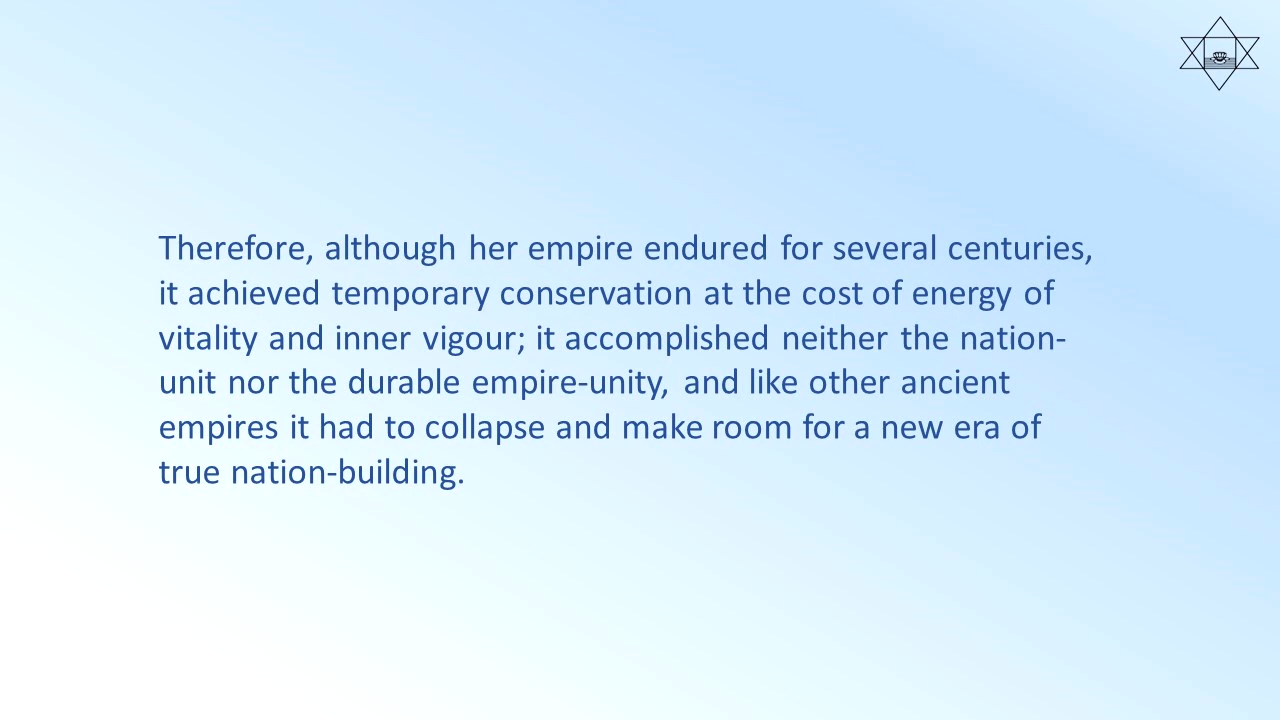 Therefore, although her empire endured for several centuries,
it achieved temporary conservation at the cost of energy of
vitality and inner vigour; it accomplished neither the nation-
unit nor the durable empire-unity, and like other ancient
empires it had to collapse and make room for a new era of
true nation-building.